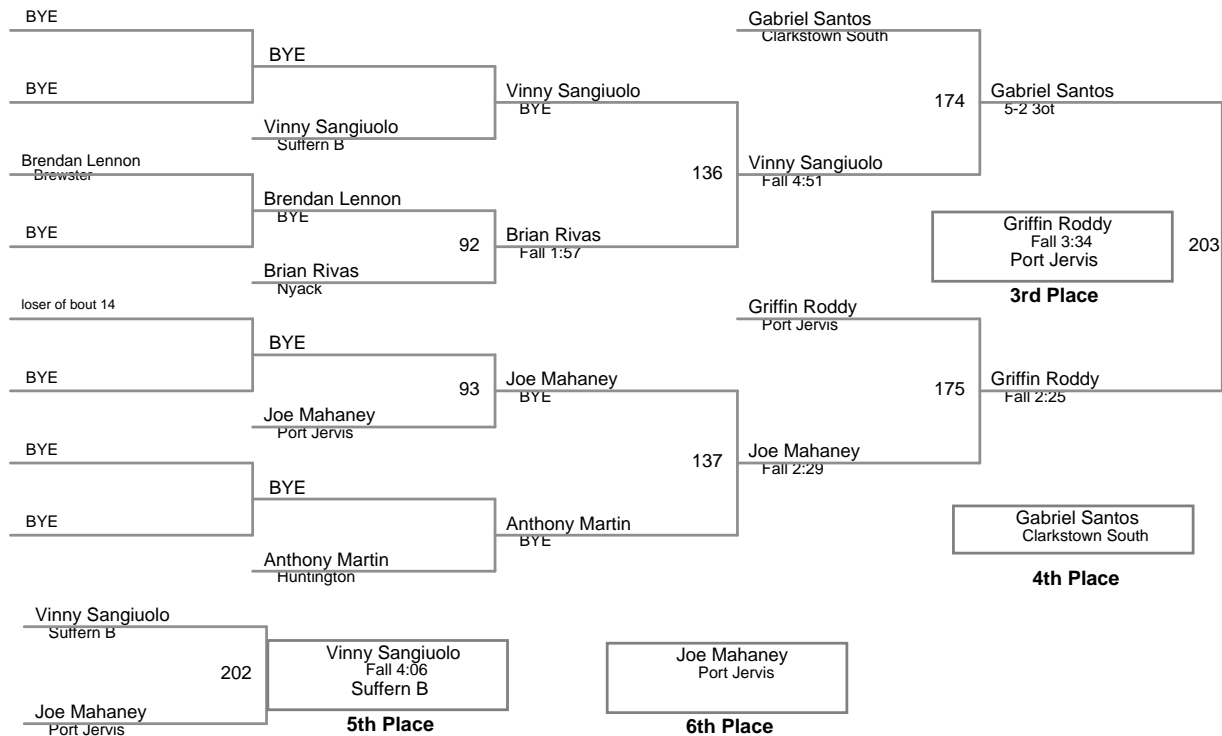 BYE
BYE
BYE
Vinny Sangiuolo
Suffern B
Brendan Lennon
Brewster
BYE
Brendan Lennon
BYE
92
Brian Rivas
Nyack
Vinny Sangiuolo
BYE
136
Brian Rivas
Fall 1:57
loser of bout 14
BYE
BYE
93
Joe Mahaney
Port Jervis
BYE
BYE
BYE
Anthony Martin
Huntington
Joe Mahaney
BYE
137
Anthony Martin
BYE
Gabriel Santos
Clarkstown South
174
Vinny Sangiuolo
Fall 4:51
Gabriel Santos
5-2 3ot
Griffin Roddy
Fall 3:34
Port Jervis
203
3rd Place
Griffin Roddy
Port Jervis
175
Joe Mahaney
Fall 2:29
Griffin Roddy
Fall 2:25
Gabriel Santos
Clarkstown South
4th Place
Vinny Sangiuolo
Suffern B
202
Joe Mahaney
Port Jervis
Vinny Sangiuolo
Fall 4:06
Suffern B
5th Place
Joe Mahaney
Port Jervis
6th Place